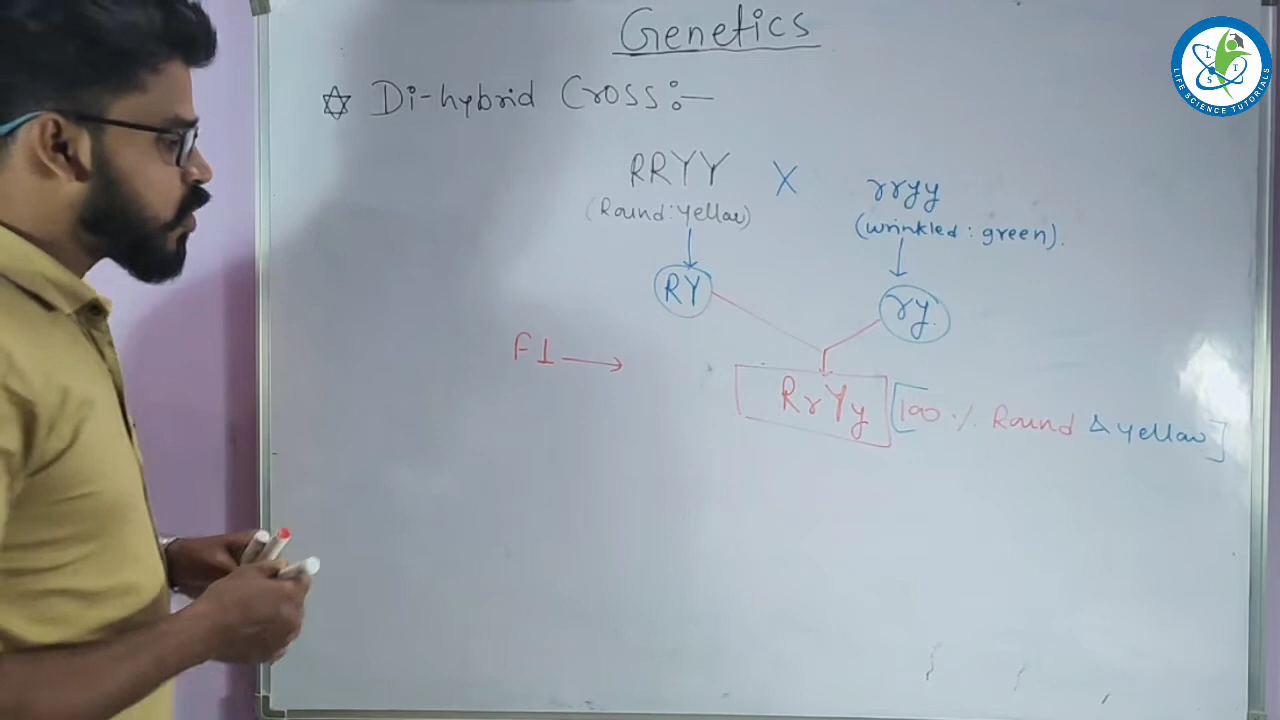 Genetics
✡ Di-hybrid Cross:—
RRYY X rryy
(Round:yellow) (wrinkled: green).
RY ry.
F1 →
RrYy [100 % Round & yellow]
LIFE SCIENCE TUTORIALS
L T S